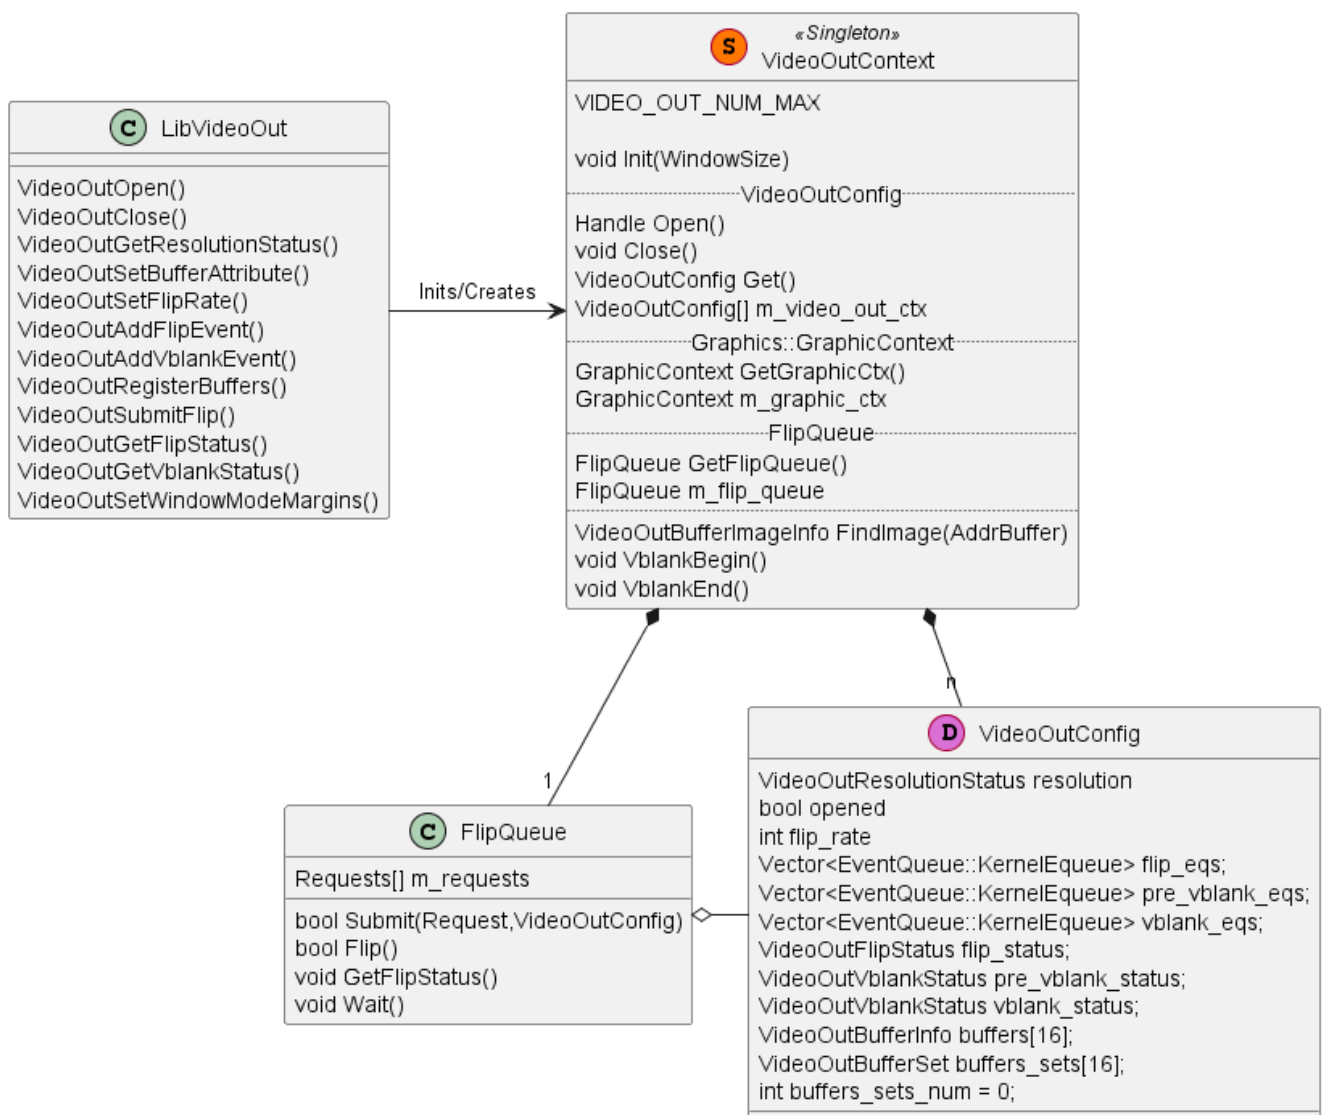 «Singleton»
S
VideoOutContext
VIDEO_OUT_NUM_MAX
void Init(WindowSize)
VideoOutConfig
Handle Open()
void Close()
VideoOutConfig Get()
VideoOutConfig[] m_video_out_ctx
Graphics::GraphicContext
GraphicContext GetGraphicCtx()
GraphicContext m_graphic_ctx
FlipQueue
FlipQueue GetFlipQueue()
FlipQueue m_flip_queue
VideoOutBufferImageInfo FindImage(AddrBuffer)
void VblankBegin()
void VblankEnd()
C LibVideoOut
VideoOutOpen()
VideoOutClose()
VideoOutGetResolutionStatus()
VideoOutSetBufferAttribute()
VideoOutSetFlipRate()
VideoOutAddFlipEvent()
VideoOutAddVblankEvent()
VideoOutRegisterBuffers()
VideoOutSubmitFlip()
VideoOutGetFlipStatus()
VideoOutGetVblankStatus()
VideoOutSetWindowModeMargins()
Inits/Creates
1
n
C FlipQueue
Requests[] m_requests
bool Submit(Request,VideoOutConfig)
bool Flip()
void GetFlipStatus()
void Wait()
D VideoOutConfig
VideoOutResolutionStatus resolution
bool opened
int flip_rate
Vector<EventQueue::KernelEqueue> flip_eqs;
Vector<EventQueue::KernelEqueue> pre_vblank_eqs;
Vector<EventQueue::KernelEqueue> vblank_eqs;
VideoOutFlipStatus flip_status;
VideoOutVblankStatus pre_vblank_status;
VideoOutVblankStatus vblank_status;
VideoOutBufferInfo buffers[16];
VideoOutBufferSet buffers_sets[16];
int buffers_sets_num = 0;